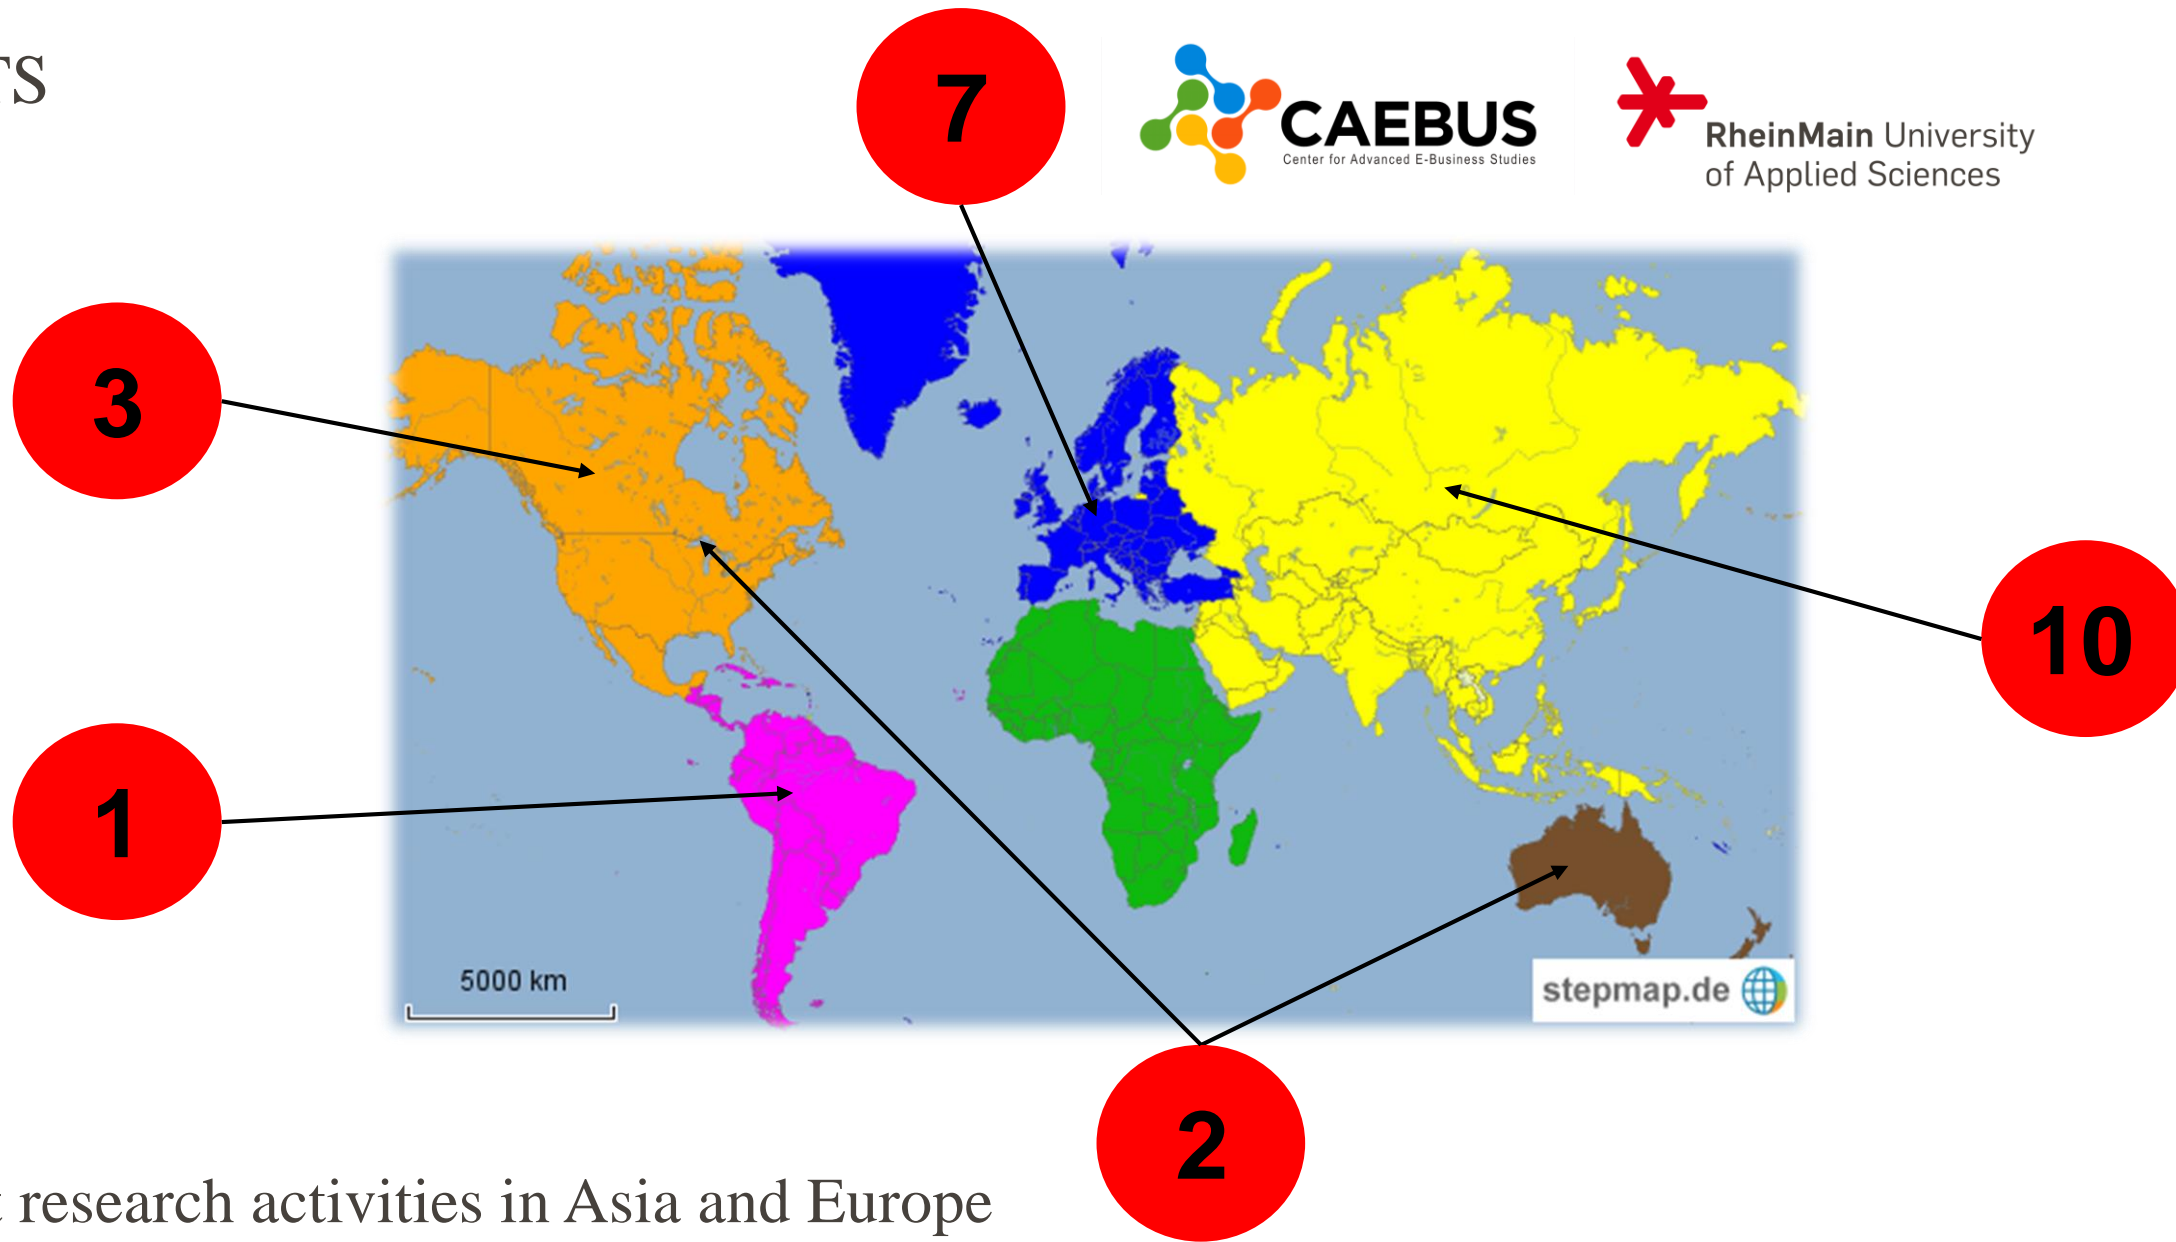 TS
7
CAEBUS
Center for Advanced E-Business Studies
RheinMain University
of Applied Sciences
3
10
1
5000 km
stepmap.de
2
research activities in Asia and Europe